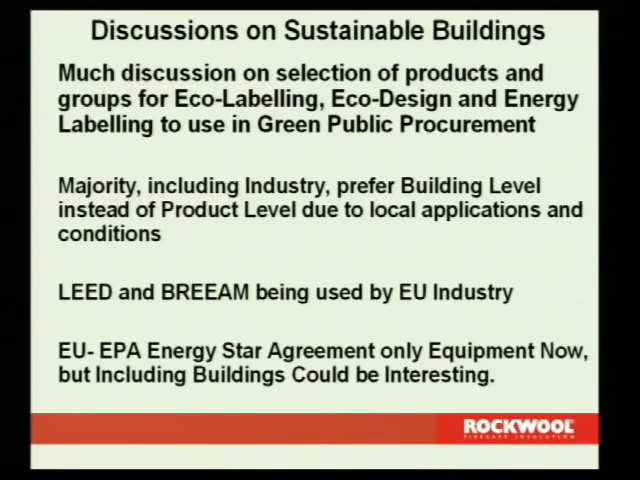 Discussions on Sustainable Buildings
Much discussion on selection of products and
groups for Eco-Labelling, Eco-Design and Energy
Labelling to use in Green Public Procurement
Majority, including Industry, prefer Building Level
instead of Product Level due to local applications and
conditions
LEED and BREEAM being used by EU Industry
EU- EPA Energy Star Agreement only Equipment Now,
but Including Buildings Could be Interesting.
ROCKWOOL
FIRESAFE INSULATION